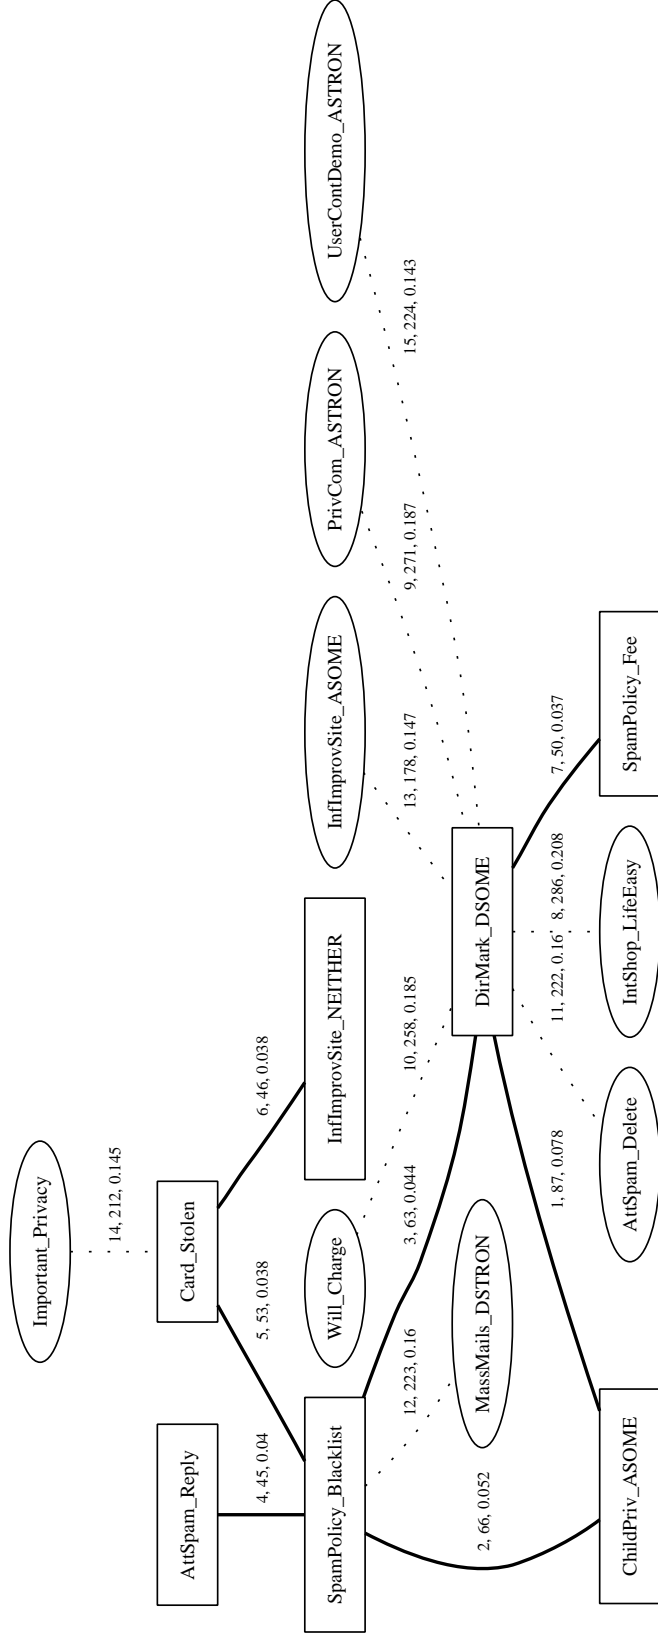 Important_Privacy
14, 212, 0.145
AttSpam_Reply
Card_Stolen
4, 45, 0.04
5, 53, 0.038
6, 46, 0.038
SpamPolicy_Blacklist
Will_Charge
InfImprovSite_NEITHER
InfImprovSite_ASOME
PrivCom_ASTRON
UserContDemo_ASTRON
12, 223, 0.16
3, 63, 0.044
10, 258, 0.185
13, 178, 0.147
9, 271, 0.187
15, 224, 0.143
2, 66, 0.052
MassMails_DSTRON
DirMark_DSOME
1, 87, 0.078
11, 222, 0.16
8, 286, 0.208
7, 50, 0.037
ChildPriv_ASOME
AttSpam_Delete
IntShop_LifeEasy
SpamPolicy_Fee